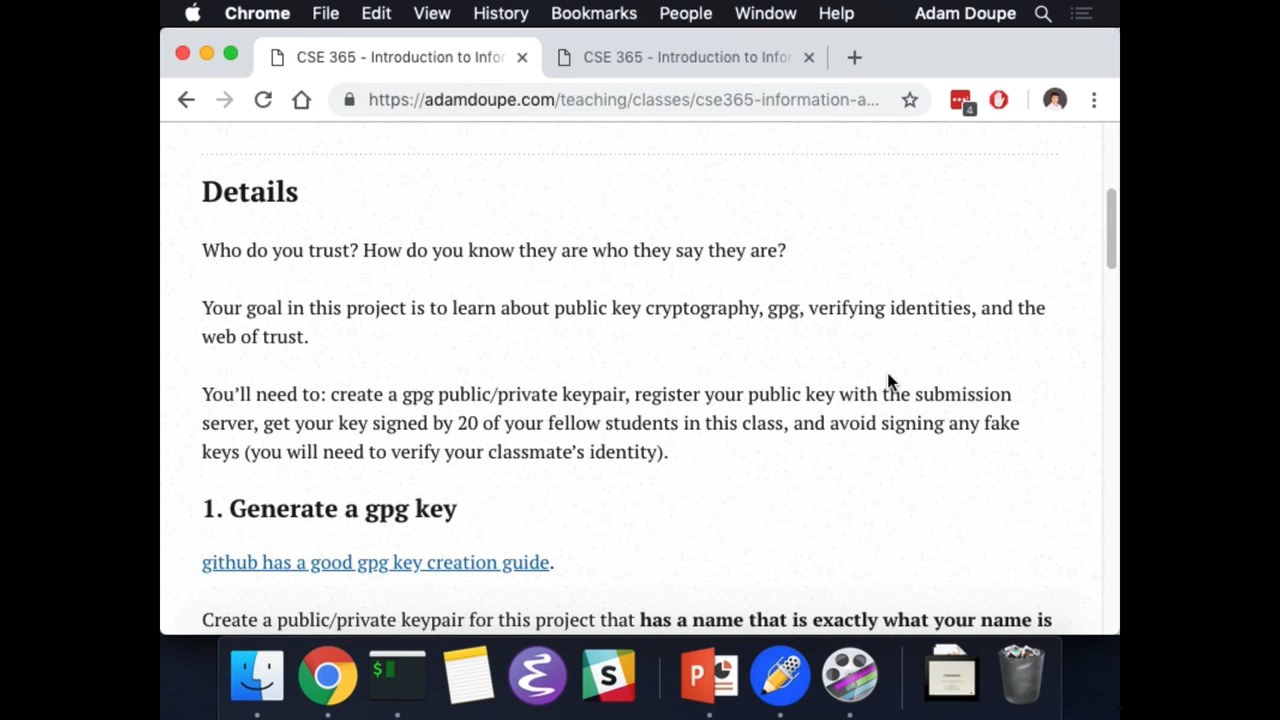 Chrome File Edit View History Bookmarks People Window Help Adam Doupe
CSE 365 - Introduction to Infor CSE 365 - Introduction to Infor
https://adamdoupe.com/teaching/classes/cse365-information-a... 4
Details
Who do you trust? How do you know they are who they say they are?
Your goal in this project is to learn about public key cryptography, gpg, verifying identities, and the
web of trust.
You’ll need to: create a gpg public/private keypair, register your public key with the submission
server, get your key signed by 20 of your fellow students in this class, and avoid signing any fake
keys (you will need to verify your classmate’s identity).
1. Generate a gpg key
github has a good gpg key creation guide.
Create a public/private keypair for this project that has a name that is exactly what your name is
$ S P